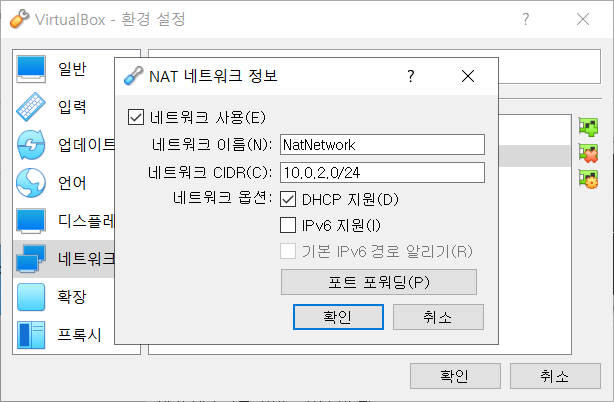 VirtualBox - 환경 설정
일반
입력
업데이트
언어
디스플레
네트워크
확장
프록시
NAT 네트워크 정보
네트워크 사용(E)
네트워크 이름(N): NatNetwork
네트워크 CIDR(C): 10.0.2.0/24
네트워크 옵션: DHCP 지원(D)
IPv6 지원(I)
기본 IPv6 경로 알리기(R)
포트 포워딩(P)
확인 취소
확인 취소